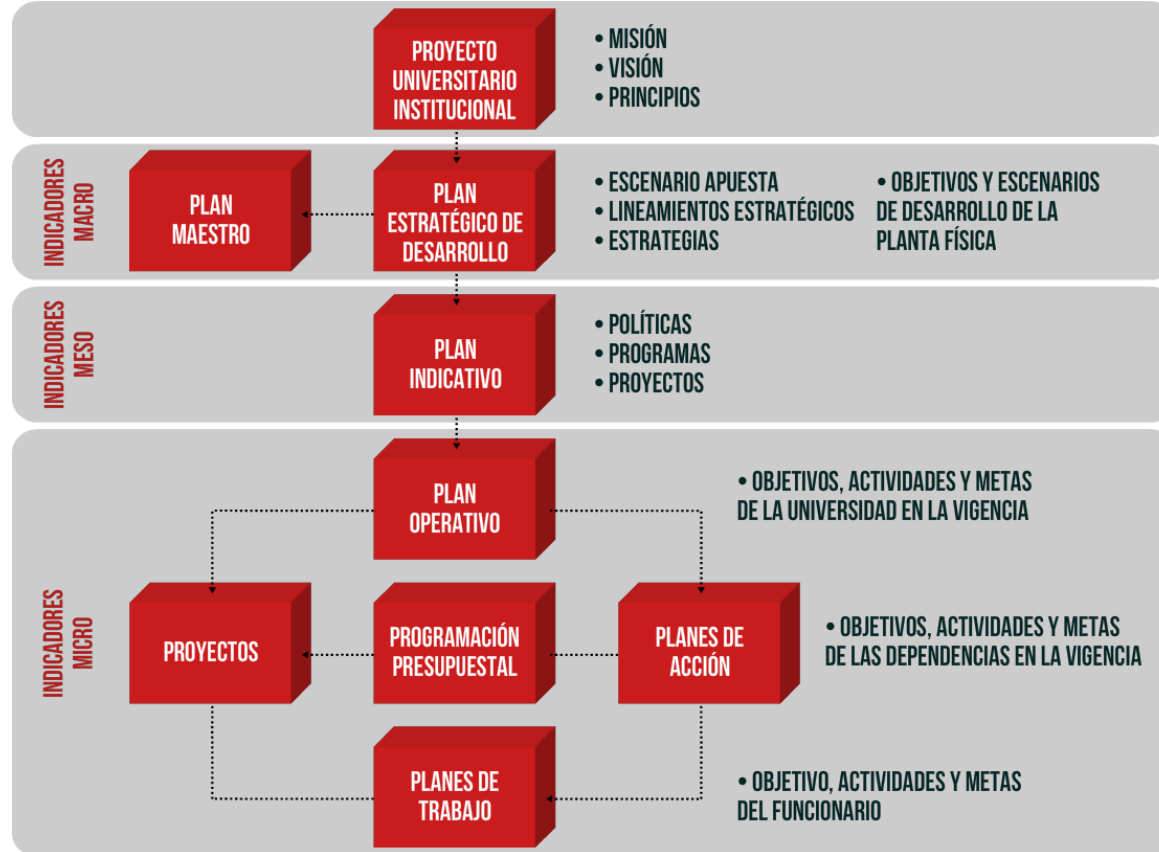 PROYECTO
UNIVERSITARIO
INSTITUCIONAL
• MISIÓN
• VISIÓN
• PRINCIPIOS
INDICADORES
MACRO
PLAN
MAESTRO
PLAN
ESTRATÉGICO DE
DESARROLLO
• ESCENARIO APUESTA
• LINEAMIENTOS ESTRATÉGICOS
• ESTRATEGIAS
• OBJETIVOS Y ESCENARIOS
DE DESARROLLO DE LA
PLANTA FÍSICA
INDICADORES
MESO
PLAN
INDICATIVO
• POLÍTICAS
• PROGRAMAS
• PROYECTOS
INDICADORES
MICRO
PLAN
OPERATIVO
• OBJETIVOS, ACTIVIDADES Y METAS
DE LA UNIVERSIDAD EN LA VIGENCIA
PROYECTOS
PROGRAMACIÓN
PRESUPUESTAL
PLANES DE
ACCIÓN
• OBJETIVOS, ACTIVIDADES Y METAS
DE LAS DEPENDENCIAS EN LA VIGENCIA
PLANES DE
TRABAJO
• OBJETIVO, ACTIVIDADES Y METAS
DEL FUNCIONARIO